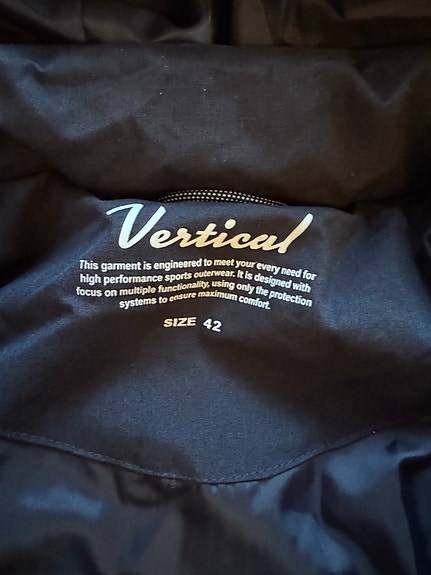 Vertical
This garment is engineered to meet your every need for
high performance sports outerwear. It is designed with
focus on multiple functionality, using only the protection
systems to ensure maximum comfort.
SIZE 42